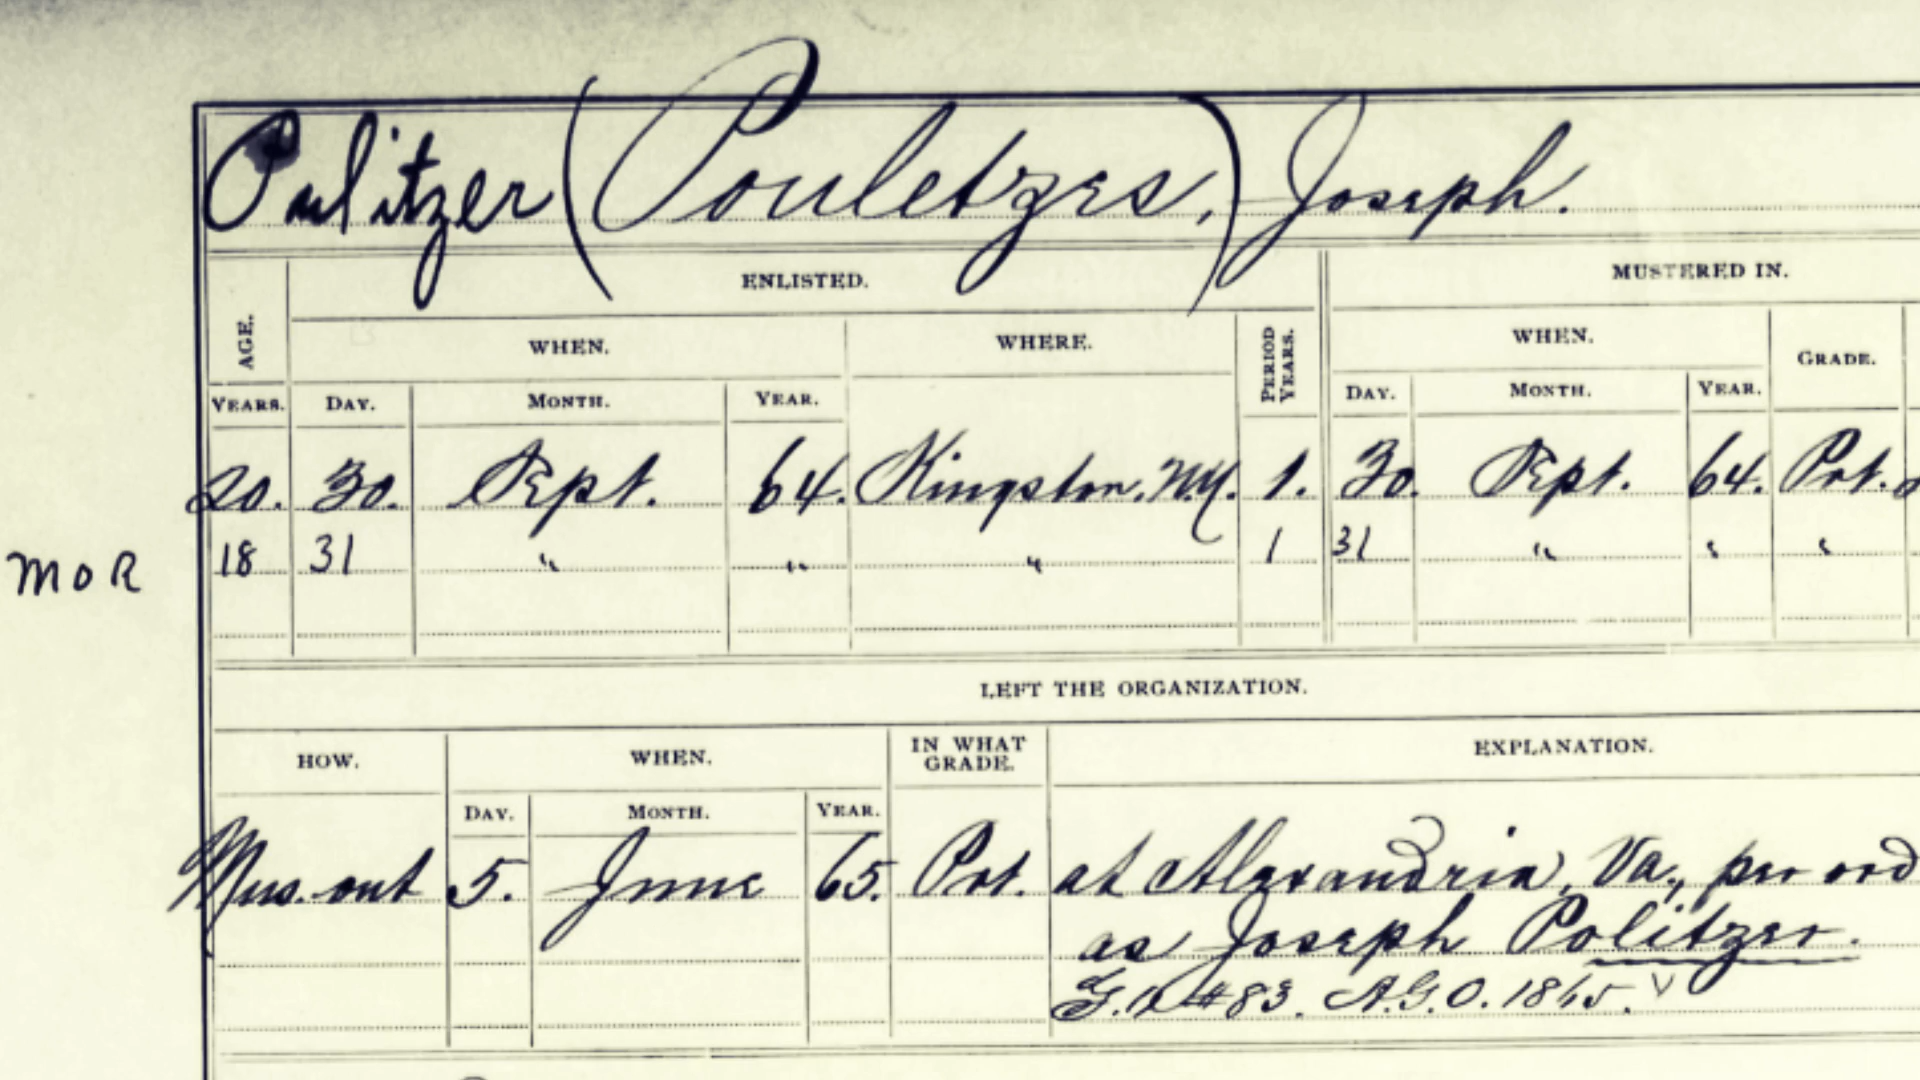 Pulitzer (Pouletzes,) Joseph.
ENLISTED. MUSTERED IN.
AGE. WHEN. WHERE. PERIOD YEARS. WHEN. GRADE.
YEARS. DAY. MONTH. YEAR. DAY. MONTH. YEAR.
20. 30. Sept. 64. Kingston. N.Y. 1. 30. Sept. 64. Pvt.
MOR 18 31 " " " 1 31 " " "
LEFT THE ORGANIZATION.
HOW. WHEN. IN WHAT GRADE. EXPLANATION.
DAY. MONTH. YEAR.
Mus. out 5. June 65. Pvt. at Alexandria, Va., per ord
as Joseph Politzer.
G.O #83. A.G.O. 1865. √